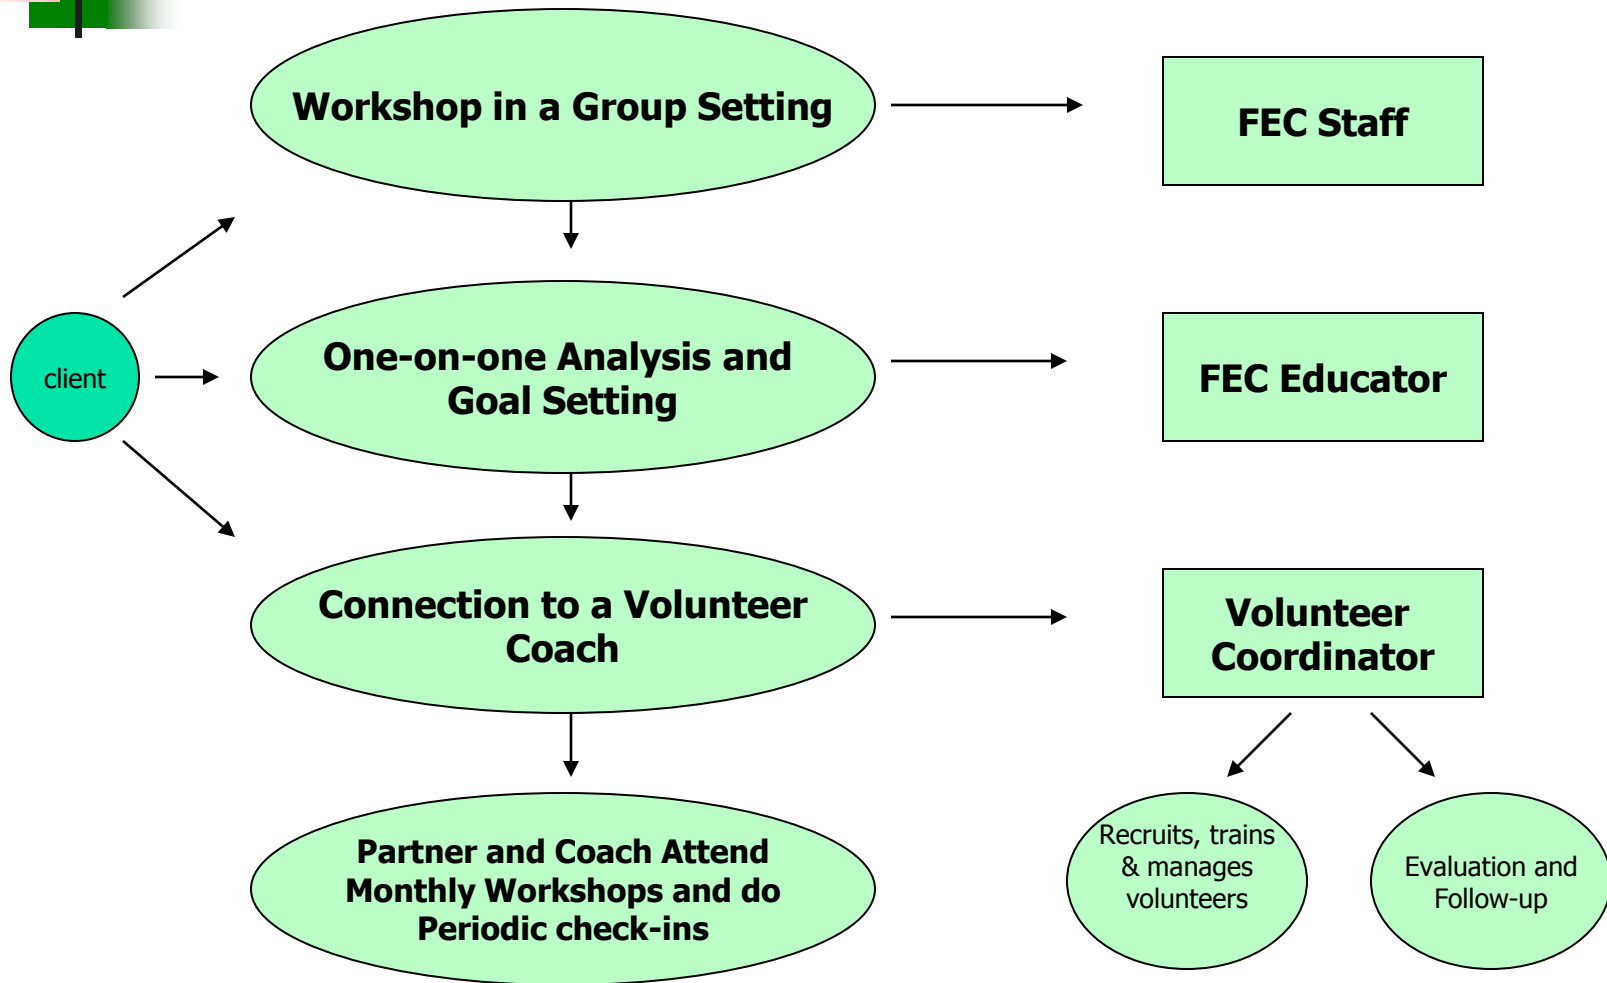 Workshop in a Group Setting
FEC Staff
client
One-on-one Analysis and
Goal Setting
FEC Educator
Connection to a Volunteer
Coach
Volunteer
Coordinator
Partner and Coach Attend
Monthly Workshops and do
Periodic check-ins
Recruits, trains
& manages
volunteers
Evaluation and
Follow-up